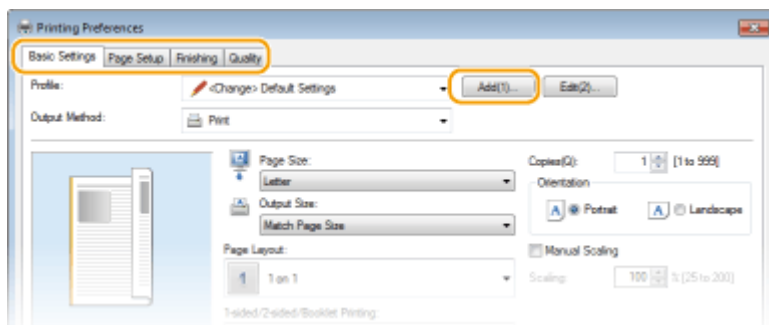 Printing Preferences
Basic Settings Page Setup Finishing Quality
Profile: <Change> Default Settings Add(1)... Edit(2)...
Output Method: Print
Page Size: Copies(Q): 1 [1 to 999]
Letter Orientation
Output Size: A Portrait A Landscape
Match Page Size
Page Layout: Manual Scaling
1 1 on 1 Scaling: 100 % [25 to 200]
1-sided/2-sided/Booklet Printing: